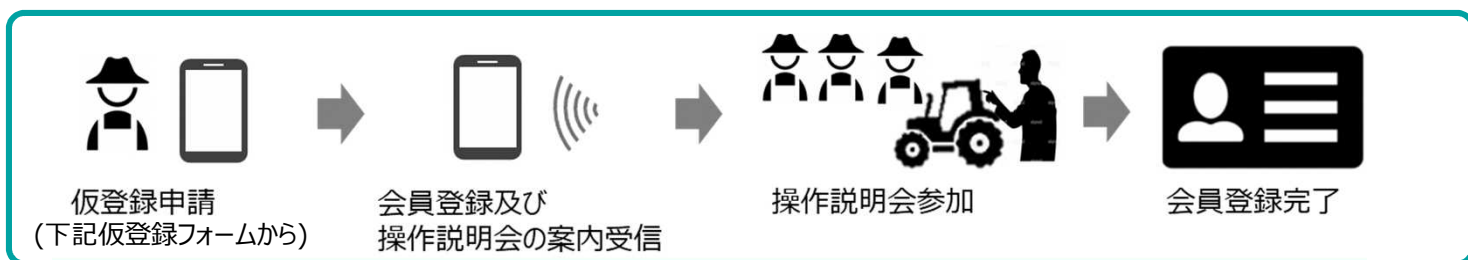 仮登録申請
(下記仮登録フォームから)
会員登録及び
操作説明会の案内受信
操作説明会参加
会員登録完了